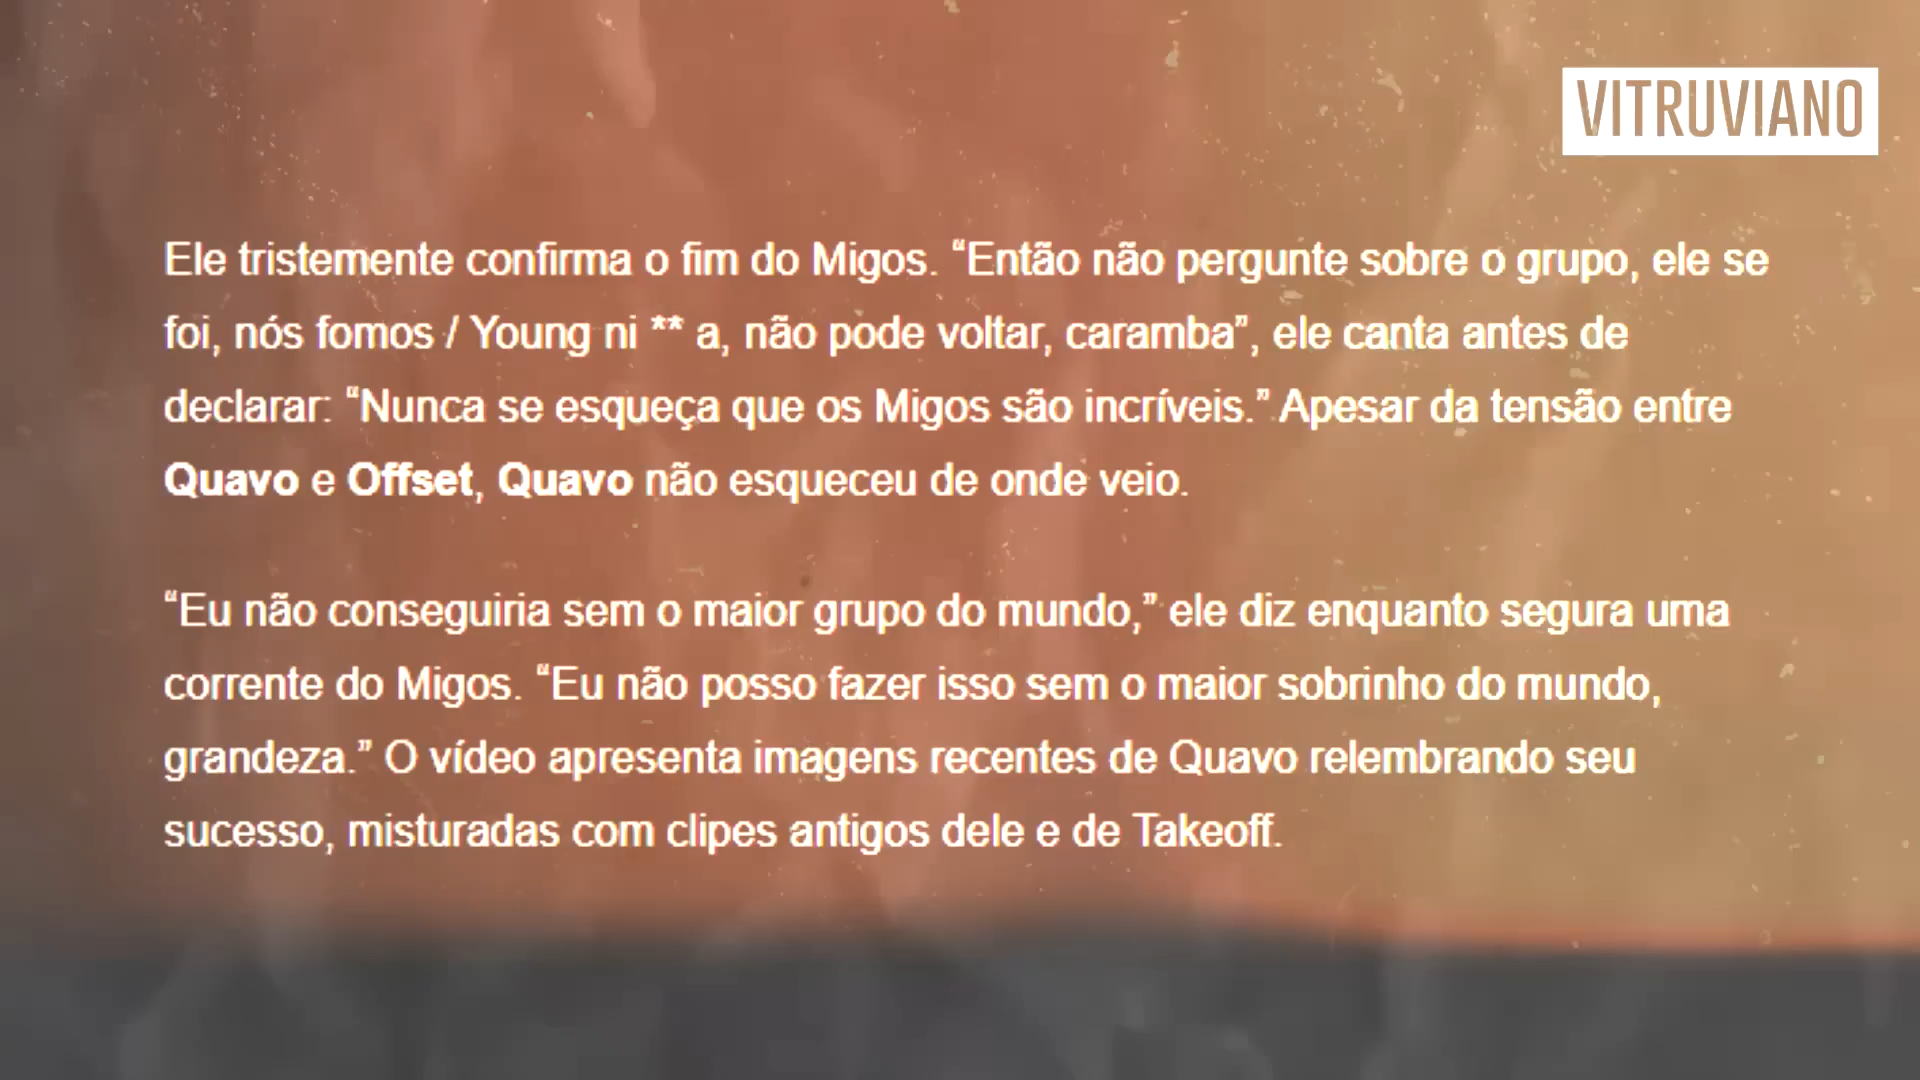 VITRUVIANO
Ele tristemente confirma o fim do Migos. “Então não pergunte sobre o grupo, ele se
foi, nós fomos / Young ni ** a, não pode voltar, caramba”, ele canta antes de
declarar: “Nunca se esqueça que os Migos são incríveis.” Apesar da tensão entre
Quavo e Offset, Quavo não esqueceu de onde veio.
“Eu não conseguiria sem o maior grupo do mundo,” ele diz enquanto segura uma
corrente do Migos. “Eu não posso fazer isso sem o maior sobrinho do mundo,
grandeza.” O vídeo apresenta imagens recentes de Quavo relembrando seu
sucesso, misturadas com clipes antigos dele e de Takeoff.